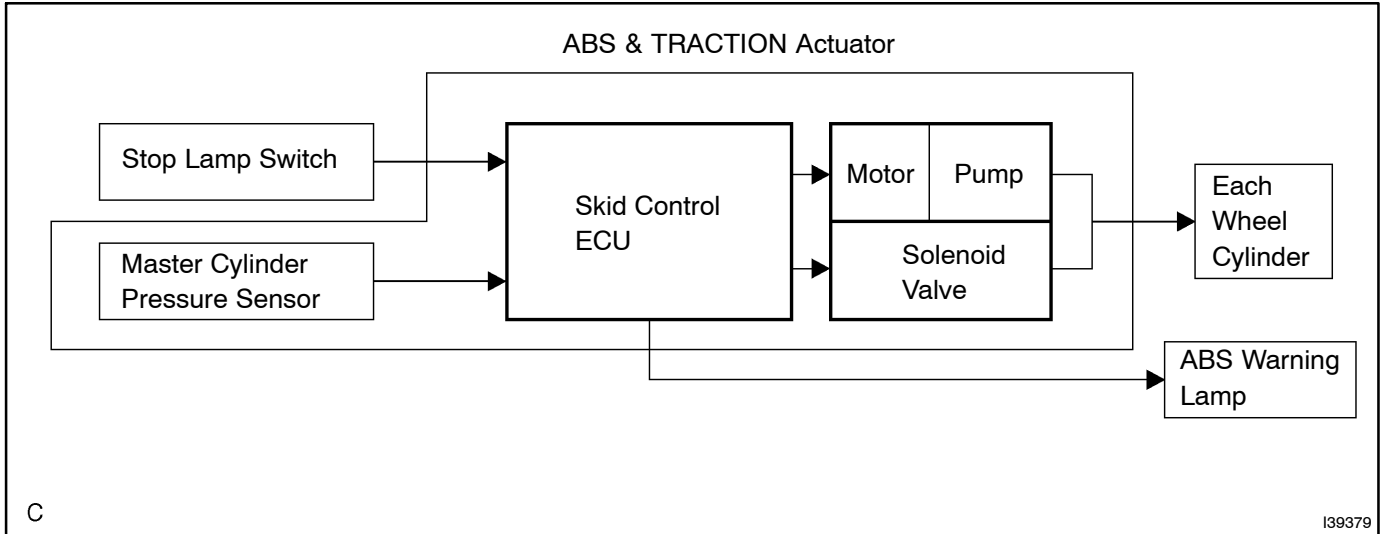 ABS & TRACTION Actuator
Stop Lamp Switch
Master Cylinder
Pressure Sensor
Skid Control
ECU
Motor
Pump
Solenoid
Valve
Each
Wheel
Cylinder
ABS Warning
Lamp
C
I39379